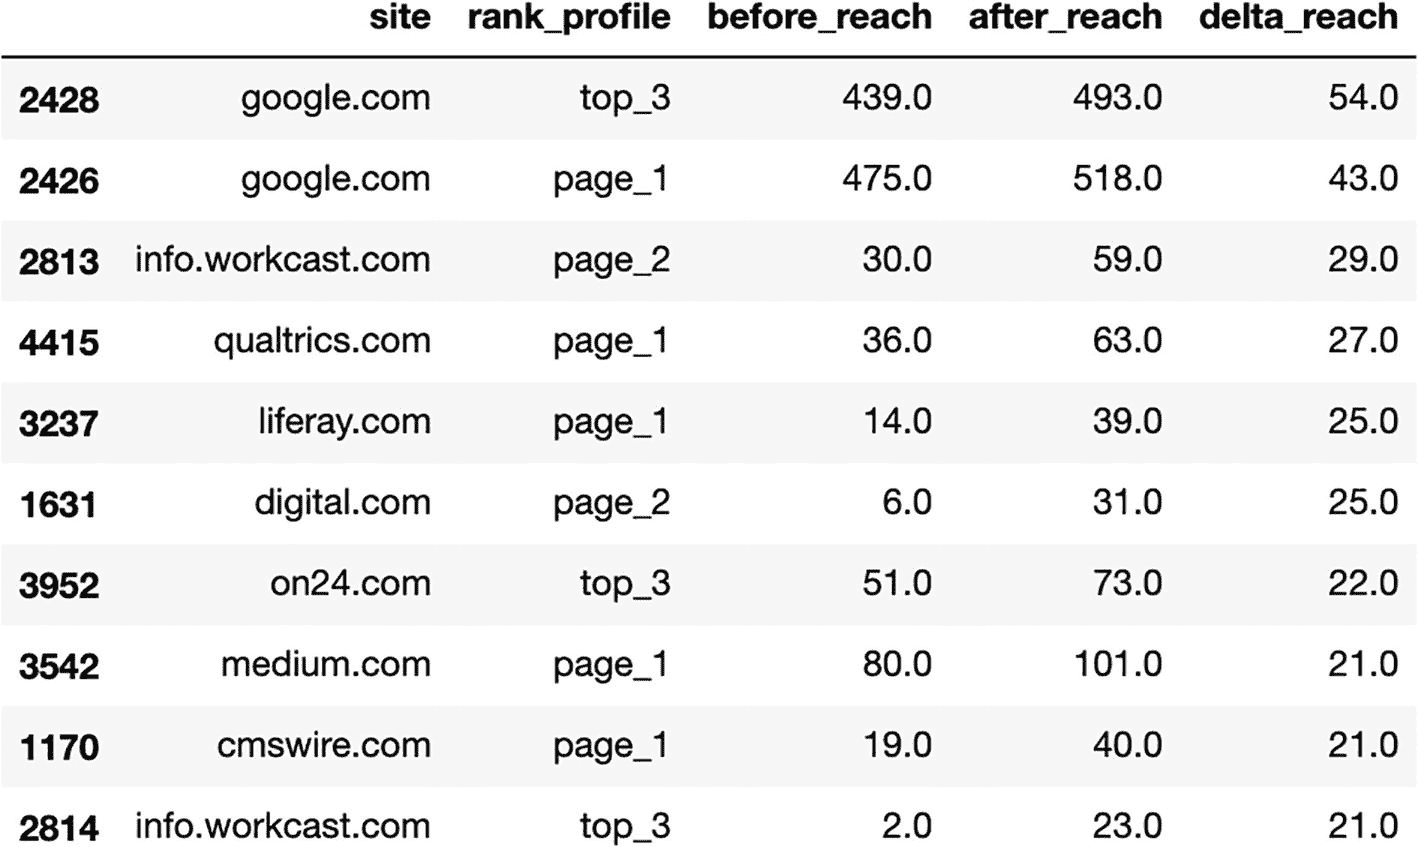 site rank_profile before_reach after_reach delta_reach
2428 google.com top_3 439.0 493.0 54.0
2426 google.com page_1 475.0 518.0 43.0
2813 info.workcast.com page_2 30.0 59.0 29.0
4415 qualtrics.com page_1 36.0 63.0 27.0
3237 liferay.com page_1 14.0 39.0 25.0
1631 digital.com page_2 6.0 31.0 25.0
3952 on24.com top_3 51.0 73.0 22.0
3542 medium.com page_1 80.0 101.0 21.0
1170 cmswire.com page_1 19.0 40.0 21.0
2814 info.workcast.com top_3 2.0 23.0 21.0